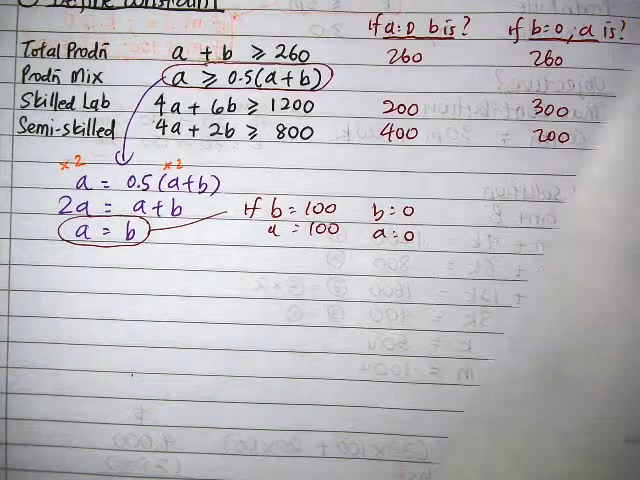 Define constraint
if a=0 b is? if b=0, a is?
Total Prodn a + b ≥ 260 260 260
Prodn Mix a ≥ 0.5(a+b)
Skilled Lab 4a + 6b ≥ 1200 200 300
Semi-skilled 4a + 2b ≥ 800 400 200
×2 ×2
a = 0.5(a+b)
2a = a+b if b = 100 b=0
a = b a = 100 a=0